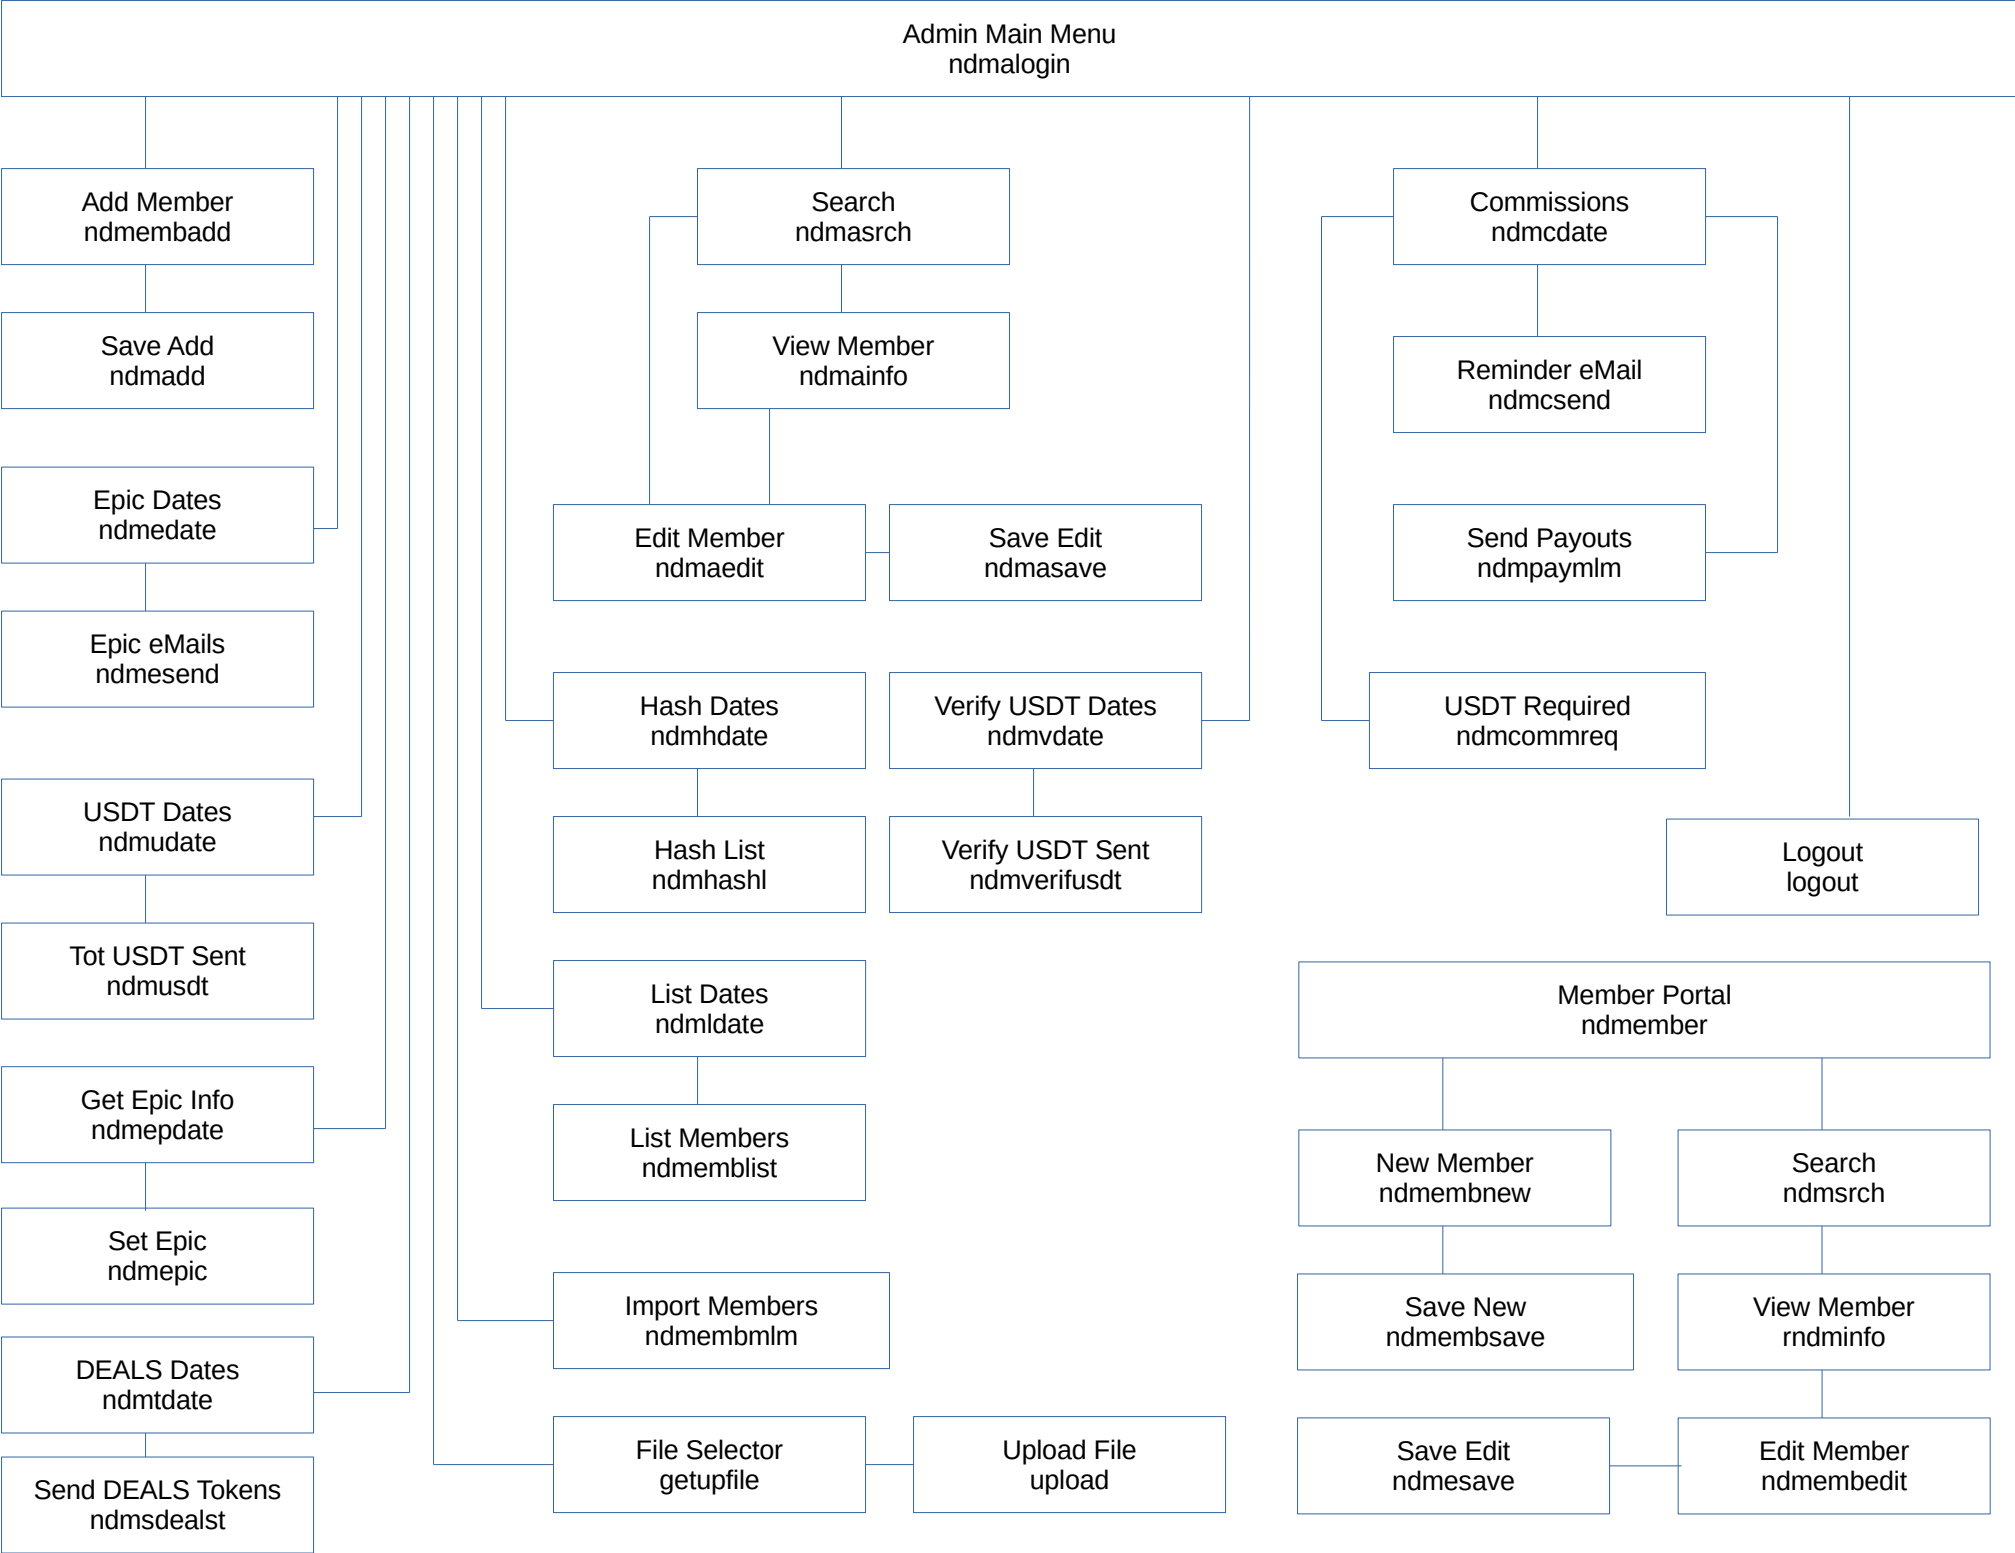 Admin Main Menu
ndmalogin
Add Member
ndmembadd
Save Add
ndmadd
Epic Dates
ndmedate
Epic eMails
ndmesend
USDT Dates
ndmudate
Tot USDT Sent
ndmusdt
Get Epic Info
ndmepdate
Set Epic
ndmepic
DEALS Dates
ndmtdate
Send DEALS Tokens
ndmsdealst
Search
ndmasrch
View Member
ndmainfo
Edit Member
ndmaedit
Save Edit
ndmasave
Hash Dates
ndmhdate
Hash List
ndmhashl
Verify USDT Dates
ndmvdate
Verify USDT Sent
ndmverifusdt
List Dates
ndmldate
List Members
ndmemblist
Import Members
ndmembmlm
File Selector
getupfile
Upload File
upload
Commissions
ndmcdate
Reminder eMail
ndmcsend
Send Payouts
ndmpaymlm
USDT Required
ndmcommreq
Logout
logout
Member Portal
ndmember
New Member
ndmembnew
Save New
ndmembsave
Search
ndmsrch
View Member
rndminfo
Edit Member
ndmembedit
Save Edit
ndmesave